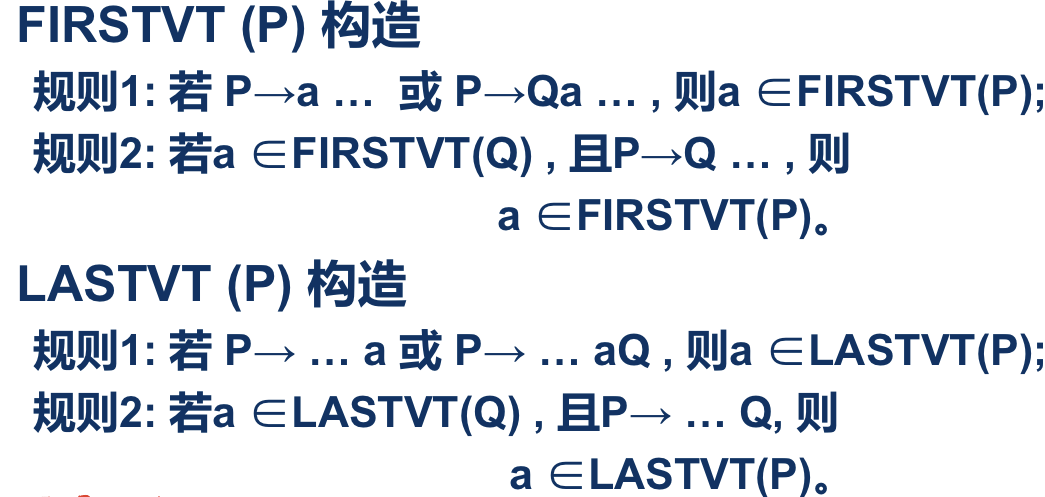 FIRSTVT (P) 构造
规则1: 若 P→a … 或 P→Qa … , 则a ∈FIRSTVT(P);
规则2: 若a ∈FIRSTVT(Q) , 且P→Q … , 则
a ∈FIRSTVT(P)。
LASTVT (P) 构造
规则1: 若 P→ … a 或 P→ … aQ , 则a ∈LASTVT(P);
规则2: 若a ∈LASTVT(Q) , 且P→ … Q, 则
a ∈LASTVT(P)。